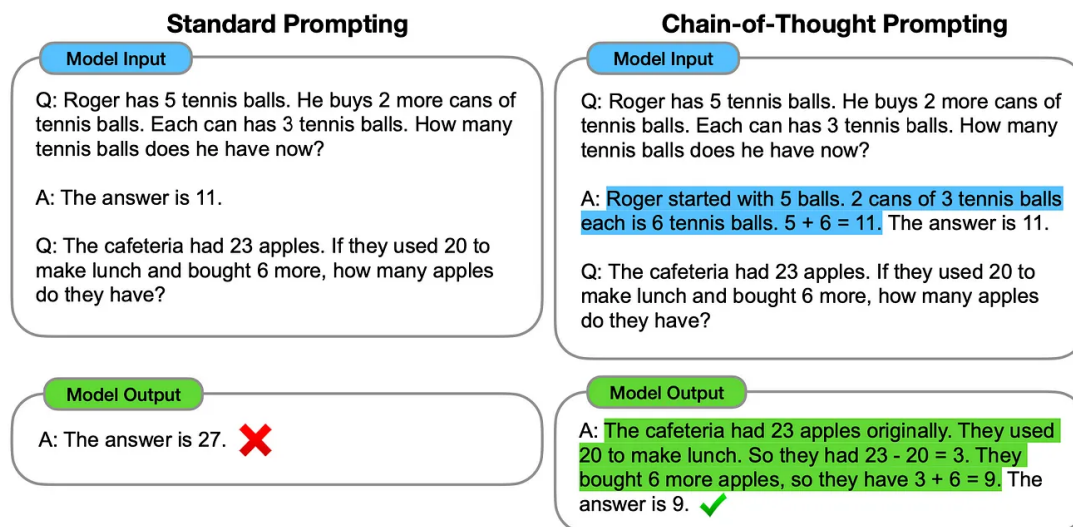 Standard Prompting
Model Input
Q: Roger has 5 tennis balls. He buys 2 more cans of
tennis balls. Each can has 3 tennis balls. How many
tennis balls does he have now?
A: The answer is 11.
Q: The cafeteria had 23 apples. If they used 20 to
make lunch and bought 6 more, how many apples
do they have?
Model Output
A: The answer is 27.
Chain-of-Thought Prompting
Model Input
Q: Roger has 5 tennis balls. He buys 2 more cans of
tennis balls. Each can has 3 tennis balls. How many
tennis balls does he have now?
A: Roger started with 5 balls. 2 cans of 3 tennis balls
each is 6 tennis balls. 5 + 6 = 11. The answer is 11.
Q: The cafeteria had 23 apples. If they used 20 to
make lunch and bought 6 more, how many apples
do they have?
Model Output
A: The cafeteria had 23 apples originally. They used
20 to make lunch. So they had 23 - 20 = 3. They
bought 6 more apples, so they have 3 + 6 = 9. The
answer is 9.